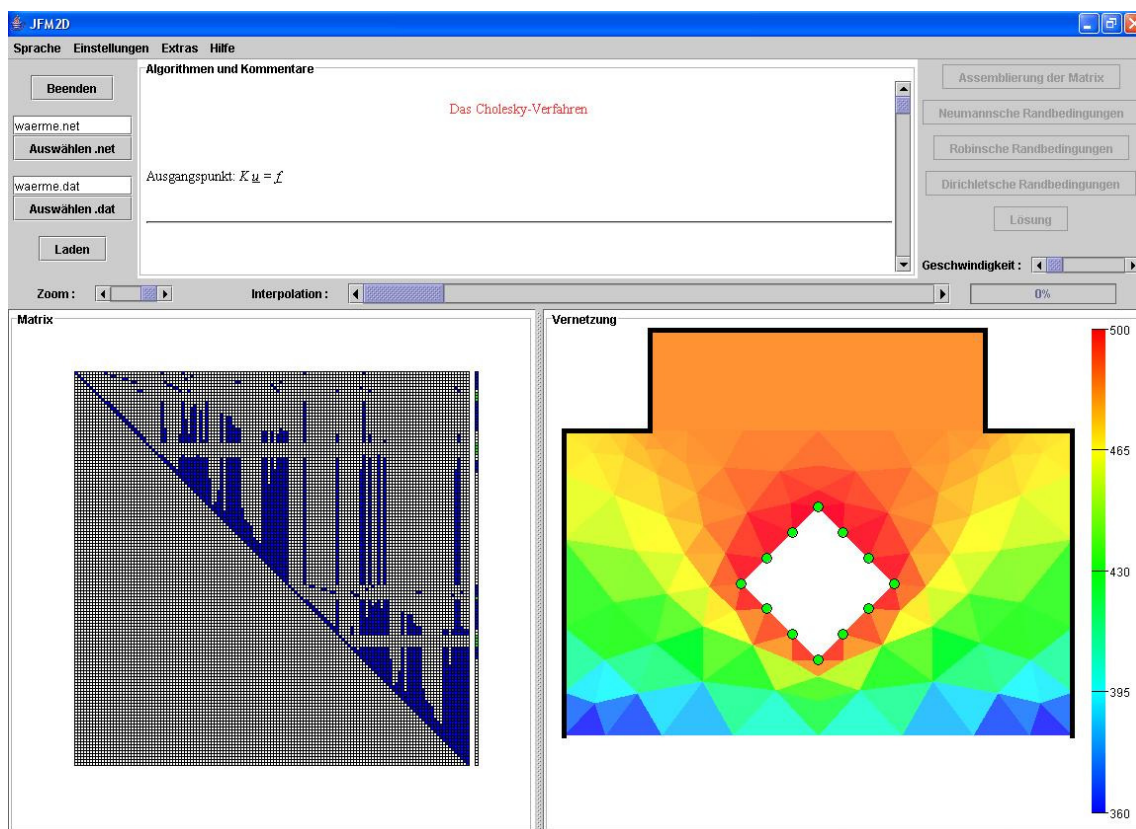 JFM2D
Sprache Einstellungen Extras Hilfe
Beenden
waerme.net
Auswählen .net
waerme.dat
Auswählen .dat
Laden
Algorithmen und Kommentare
Das Cholesky-Verfahren
Ausgangspunkt: K u = f
Assemblierung der Matrix
Neumannsche Randbedingungen
Robinsche Randbedingungen
Dirichletsche Randbedingungen
Lösung
Geschwindigkeit :
Zoom :
Interpolation :
0%
Matrix
Vernetzung
500
465
430
395
360